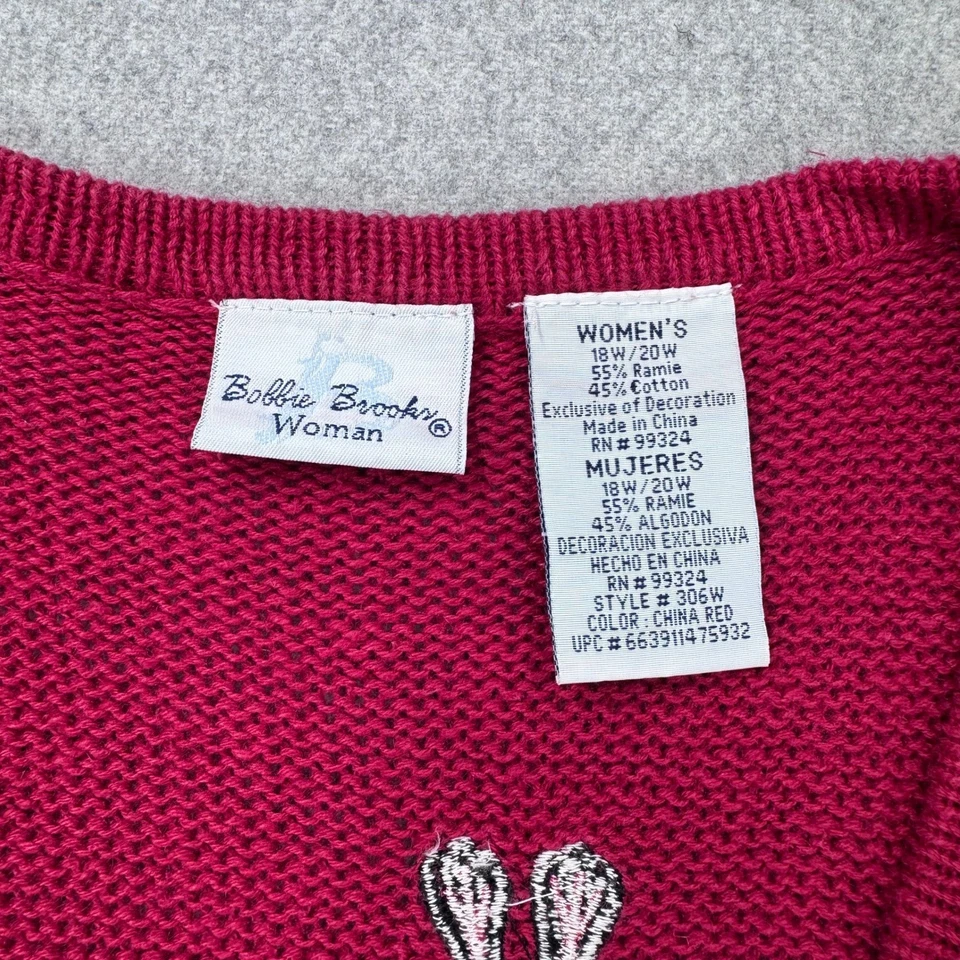 Bobbie Brooks®
Woman
WOMEN'S
18W/20W
55% Ramie
45% Cotton
Exclusive of Decoration
Made in China
RN # 99324
MUJERES
18W/20W
55% RAMIE
45% ALGODON
DECORACION EXCLUSIVA
HECHO EN CHINA
RN # 99324
STYLE # 306W
COLOR : CHINA RED
UPC # 663911475932